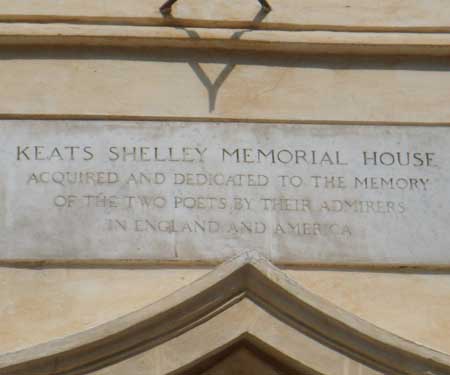 KEATS SHELLEY MEMORIAL HOUSE
ACQUIRED AND DEDICATED TO THE MEMORY
OF THE TWO POETS BY THEIR ADMIRERS
IN ENGLAND AND AMERICA